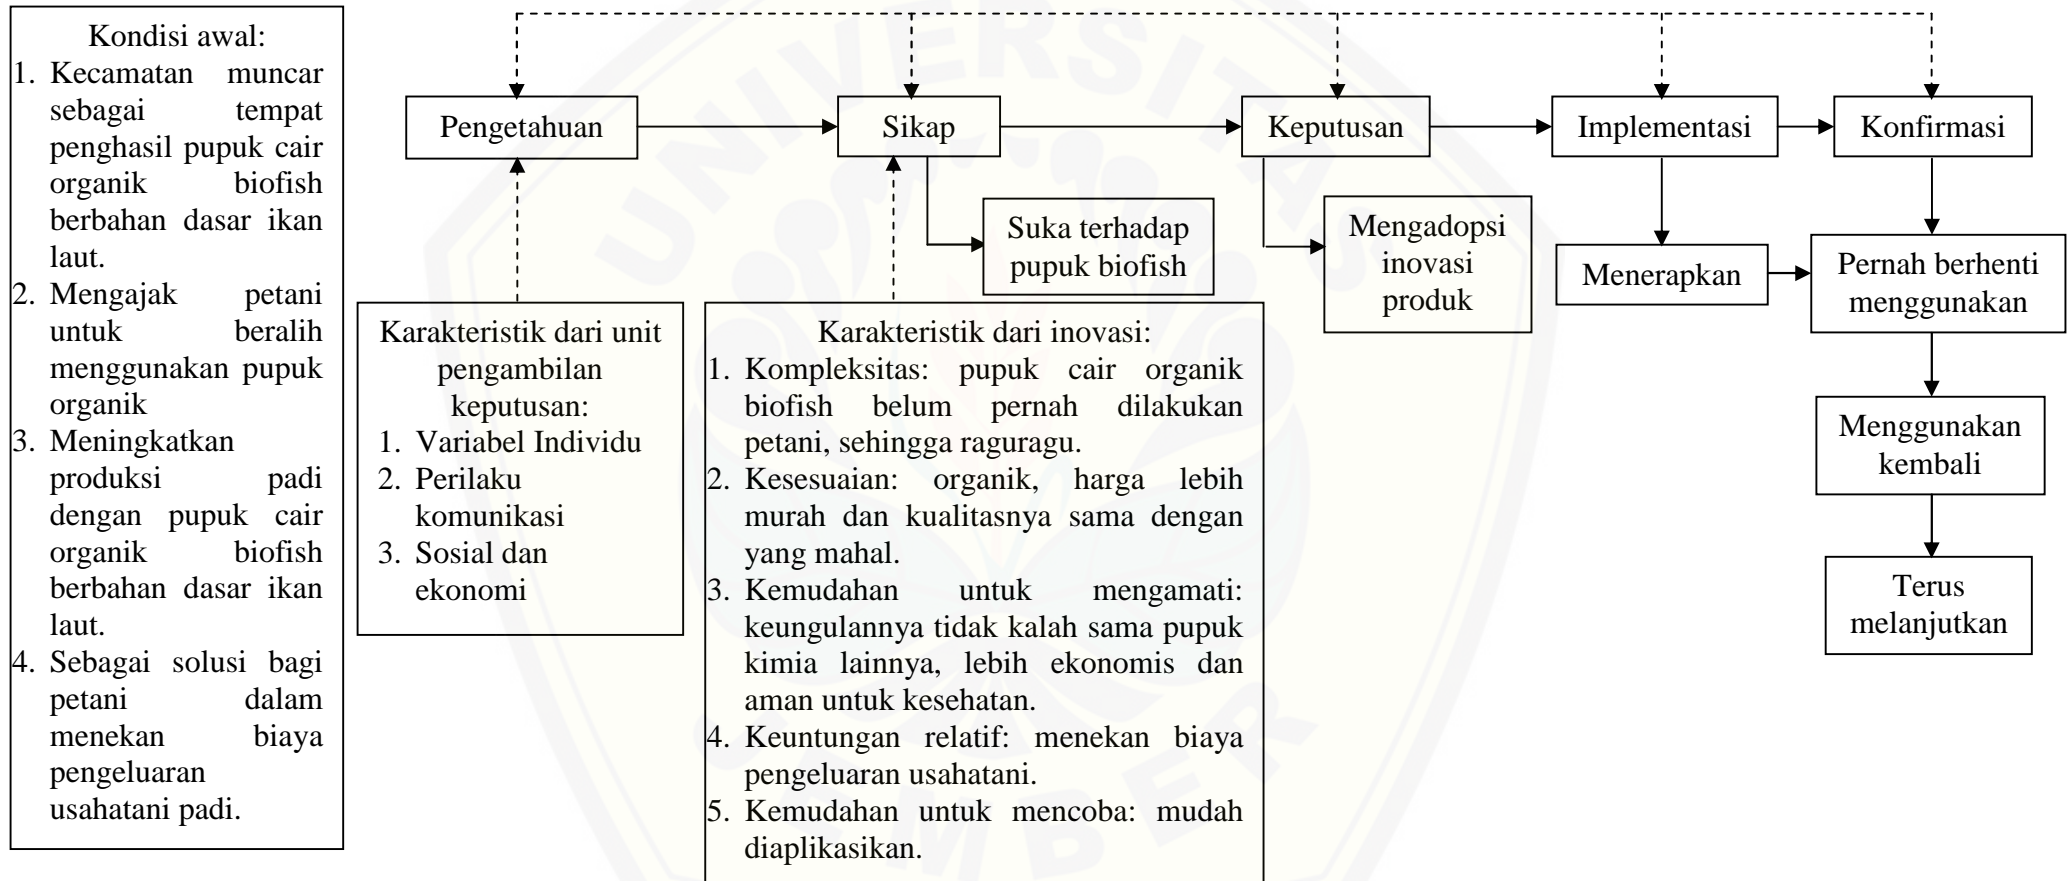 Kondisi awal:
1. Kecamatan muncar
sebagai tempat
penghasil pupuk cair
organik biofish
berbahan dasar ikan
laut.
2. Mengajak petani
untuk beralih
menggunakan pupuk
organik
3. Meningkatkan
produksi padi
dengan pupuk cair
organik biofish
berbahan dasar ikan
laut.
4. Sebagai solusi bagi
petani dalam
menekan biaya
pengeluaran
usahatani padi.
Pengetahuan
Sikap
Keputusan
Implementasi
Konfirmasi
Suka terhadap
pupuk biofish
Mengadopsi
inovasi
produk
Menerapkan
Pernah berhenti
menggunakan
Menggunakan
kembali
Terus
melanjutkan
Karakteristik dari unit
pengambilan
keputusan:
1. Variabel Individu
2. Perilaku
komunikasi
3. Sosial dan
ekonomi
Karakteristik dari inovasi:
1. Kompleksitas: pupuk cair organik
biofish belum pernah dilakukan
petani, sehingga raguragu.
2. Kesesuaian: organik, harga lebih
murah dan kualitasnya sama dengan
yang mahal.
3. Kemudahan untuk mengamati:
keungulannya tidak kalah sama pupuk
kimia lainnya, lebih ekonomis dan
aman untuk kesehatan.
4. Keuntungan relatif: menekan biaya
pengeluaran usahatani.
5. Kemudahan untuk mencoba: mudah
diaplikasikan.
UNIVERSITAS
JEMBER